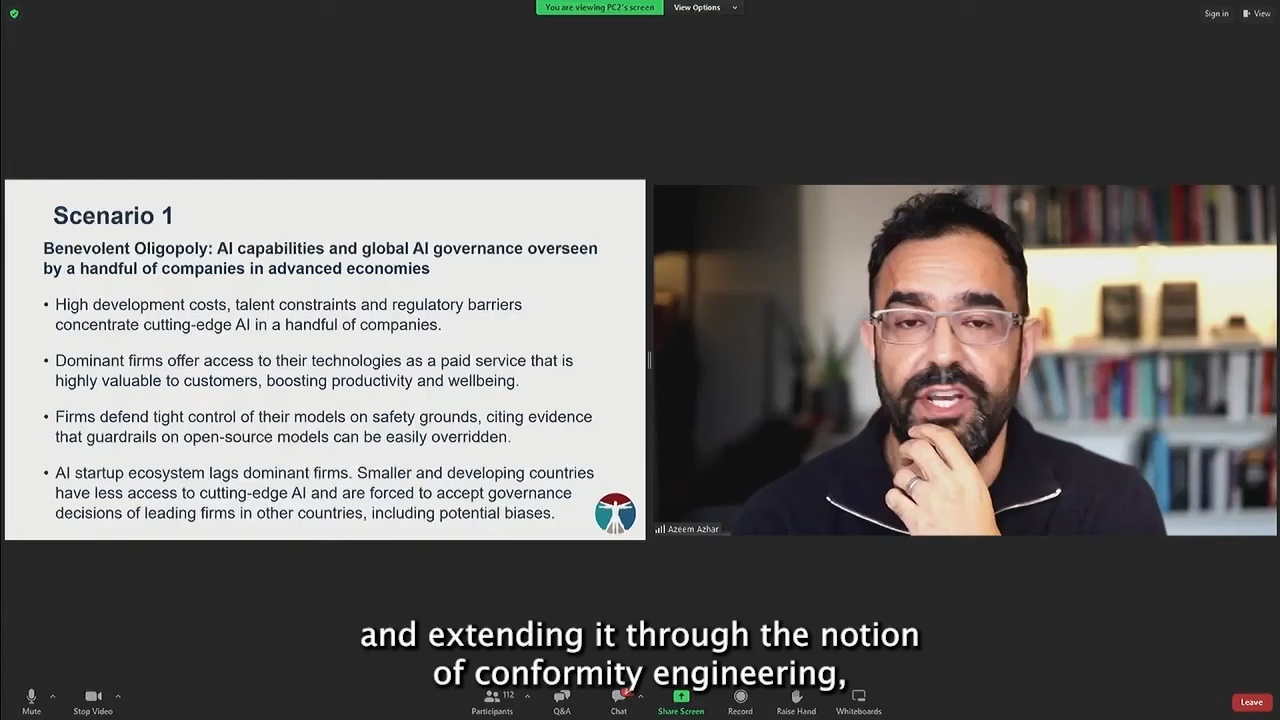 You are viewing PC2's screen
View Options
Sign in
View
Scenario 1
Benevolent Oligopoly: AI capabilities and global AI governance overseen
by a handful of companies in advanced economies
• High development costs, talent constraints and regulatory barriers
concentrate cutting-edge AI in a handful of companies.
• Dominant firms offer access to their technologies as a paid service that is
highly valuable to customers, boosting productivity and wellbeing.
• Firms defend tight control of their models on safety grounds, citing evidence
that guardrails on open-source models can be easily overridden.
• AI startup ecosystem lags dominant firms. Smaller and developing countries
have less access to cutting-edge AI and are forced to accept governance
decisions of leading firms in other countries, including potential biases.
Azeem Azhar
and extending it through the notion
of conformity engineering,
Mute
Stop Video
Participants
112
Q&A
Chat
Share Screen
Record
Raise Hand
Whiteboards
Leave